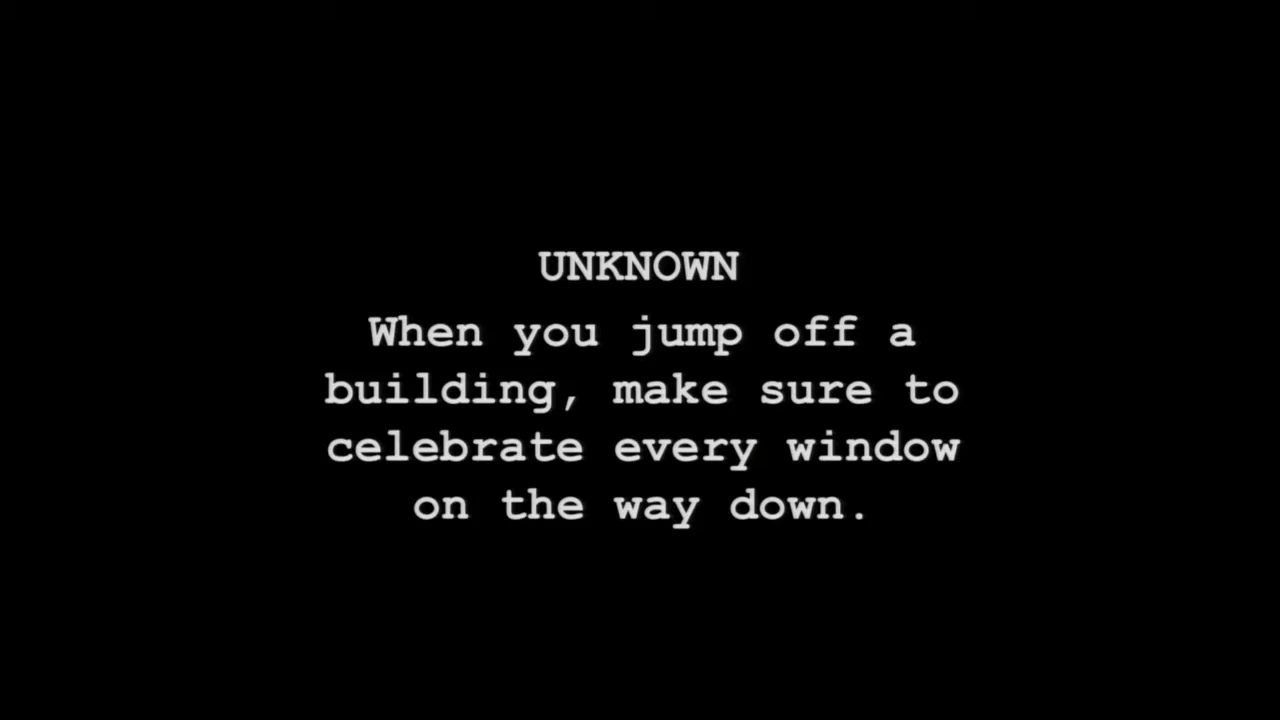 UNKNOWN
When you jump off a
building, make sure to
celebrate every window
on the way down.